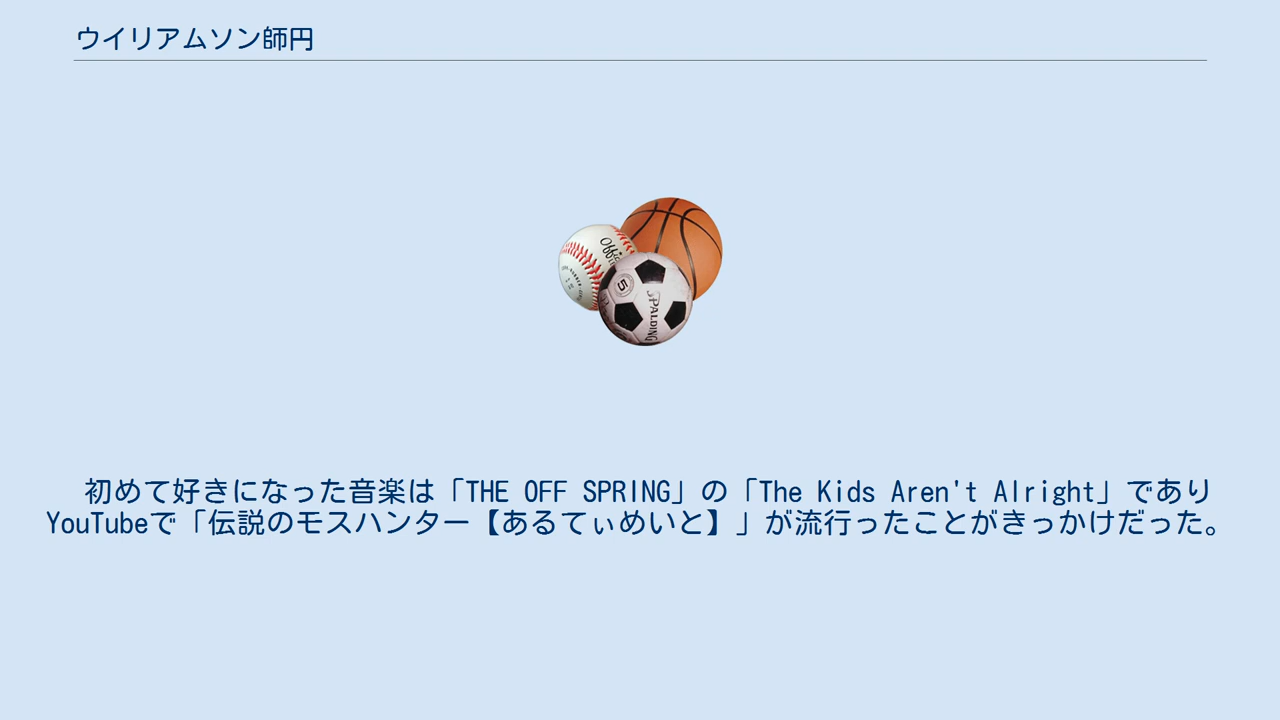 ウイリアムソン師円
Offic
5
SPALDING
初めて好きになった音楽は「THE OFF SPRING」の「The Kids Aren't Alright」であり
YouTubeで「伝説のモスハンター【あるてぃめいと】」が流行ったことがきっかけだった。